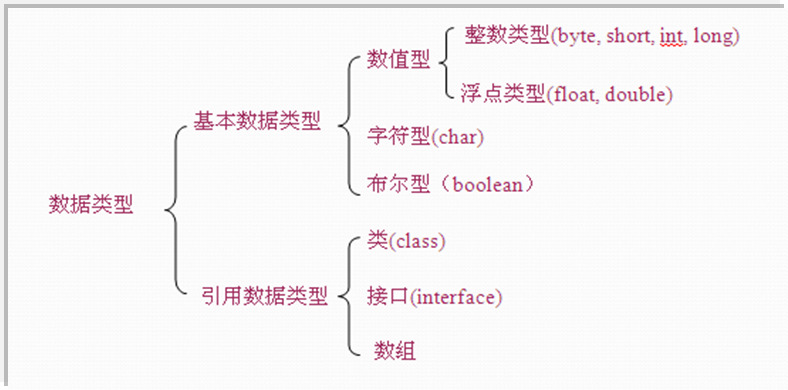 数据类型
基本数据类型
数值型
整数类型(byte, short, int, long)
浮点类型(float, double)
字符型(char)
布尔型（boolean）
引用数据类型
类(class)
接口(interface)
数组